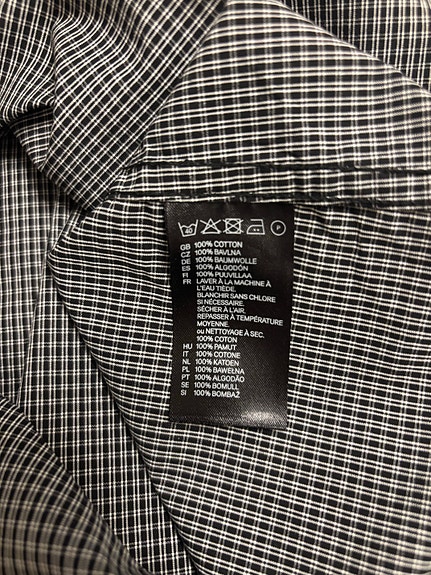 40 P
GB 100% COTTON
CZ 100% BAVLNA
DE 100% BAUMWOLLE
ES 100% ALGODÓN
FI 100% PUUVILLAA
FR LAVER À LA MACHINE À
L'EAU TIÈDE.
BLANCHIR SANS CHLORE
SI NÉCESSAIRE.
SÉCHER À L'AIR.
REPASSER À TEMPÉRATURE
MOYENNE.
ou NETTOYAGE À SEC.
100% COTON
HU 100% PAMUT
IT 100% COTONE
NL 100% KATOEN
PL 100% BAWEŁNA
PT 100% ALGODÃO
SE 100% BOMULL
SI 100% BOMBAŽ